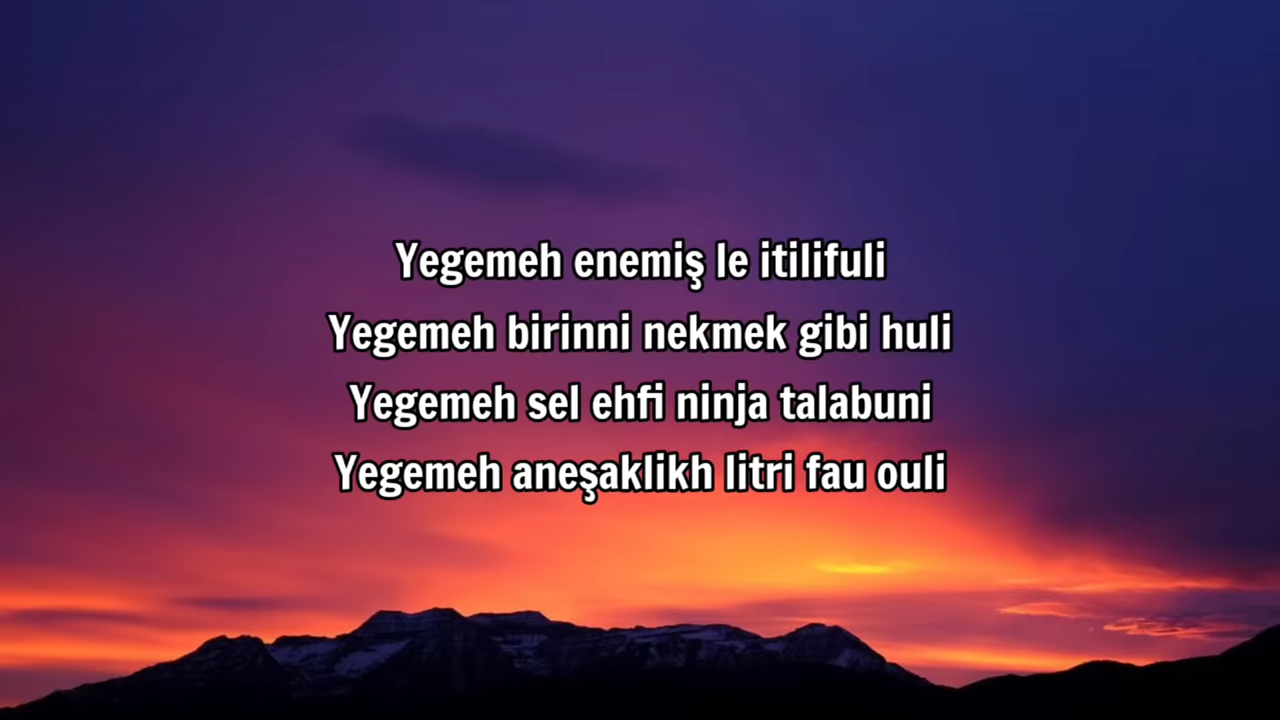 Yegemeh enemiş le itilifuli
Yegemeh birinni nekmek gibi huli
Yegemeh sel ehfi ninja talabuni
Yegemeh aneşaklikh litri fau ouli